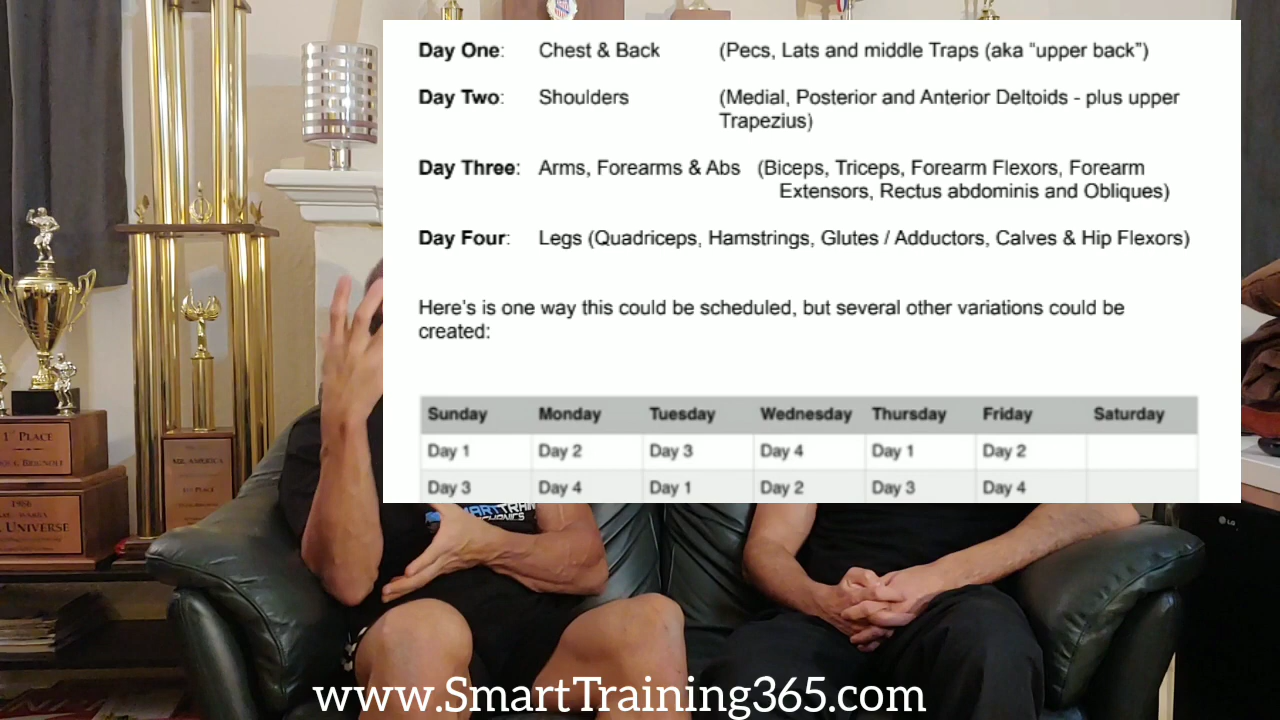 Day One: Chest & Back (Pecs, Lats and middle Traps (aka “upper back”)
Day Two: Shoulders (Medial, Posterior and Anterior Deltoids - plus upper
Trapezius)
Day Three: Arms, Forearms & Abs (Biceps, Triceps, Forearm Flexors, Forearm
Extensors, Rectus abdominis and Obliques)
Day Four: Legs (Quadriceps, Hamstrings, Glutes / Adductors, Calves & Hip Flexors)
Here's is one way this could be scheduled, but several other variations could be
created:
Sunday Monday Tuesday Wednesday Thursday Friday Saturday
Day 1 Day 2 Day 3 Day 4 Day 1 Day 2
Day 3 Day 4 Day 1 Day 2 Day 3 Day 4
1st PLACE
1986
UNIVERSE
MR. AMERICA
LG
www.SmartTraining365.com